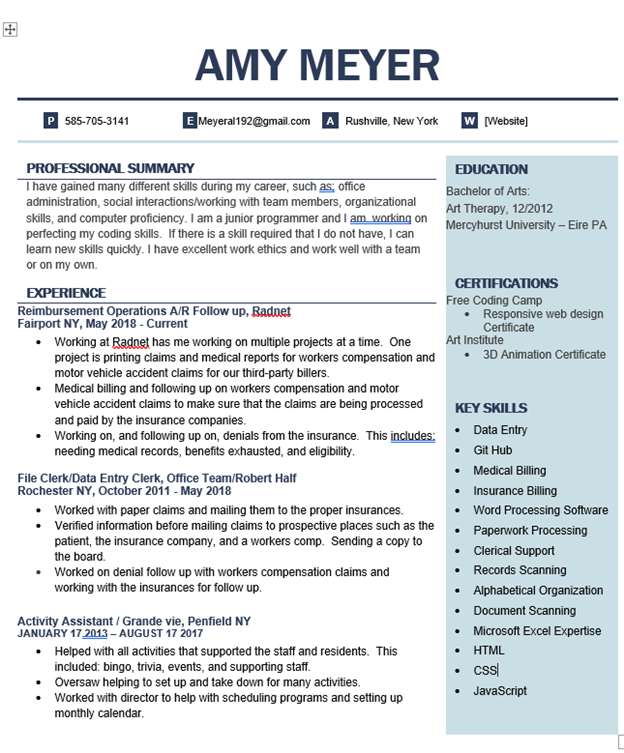 AMY MEYER
P 585-705-3141 E Meyeral192@gmail.com A Rushville, New York W [Website]
PROFESSIONAL SUMMARY
I have gained many different skills during my career, such as; office
administration, social interactions/working with team members, organizational
skills, and computer proficiency. I am a junior programmer and I am working on
perfecting my coding skills. If there is a skill required that I do not have, I can
learn new skills quickly. I have excellent work ethics and work well with a team
or on my own.
EXPERIENCE
Reimbursement Operations A/R Follow up, Radnet
Fairport NY, May 2018 - Current
• Working at Radnet has me working on multiple projects at a time. One
project is printing claims and medical reports for workers compensation and
motor vehicle accident claims for our third-party billers.
• Medical billing and following up on workers compensation and motor
vehicle accident claims to make sure that the claims are being processed
and paid by the insurance companies.
• Working on, and following up on, denials from the insurance. This includes;
needing medical records, benefits exhausted, and eligibility.
File Clerk/Data Entry Clerk, Office Team/Robert Half
Rochester NY, October 2011 - May 2018
• Worked with paper claims and mailing them to the proper insurances.
• Verified information before mailing claims to prospective places such as the
patient, the insurance company, and a workers comp. Sending a copy to
the board.
• Worked on denial follow up with workers compensation claims and
working with the insurances for follow up.
Activity Assistant / Grande vie, Penfield NY
JANUARY 17,2013 – AUGUST 17 2017
• Helped with all activities that supported the staff and residents. This
included: bingo, trivia, events, and supporting staff.
• Oversaw helping to set up and take down for many activities.
• Worked with director to help with scheduling programs and setting up
monthly calendar.
EDUCATION
Bachelor of Arts:
Art Therapy, 12/2012
Mercyhurst University – Eire PA
CERTIFICATIONS
Free Coding Camp
• Responsive web design
Certificate
Art Institute
• 3D Animation Certificate
KEY SKILLS
• Data Entry
• Git Hub
• Medical Billing
• Insurance Billing
• Word Processing Software
• Paperwork Processing
• Clerical Support
• Records Scanning
• Alphabetical Organization
• Document Scanning
• Microsoft Excel Expertise
• HTML
• CSS
• JavaScript